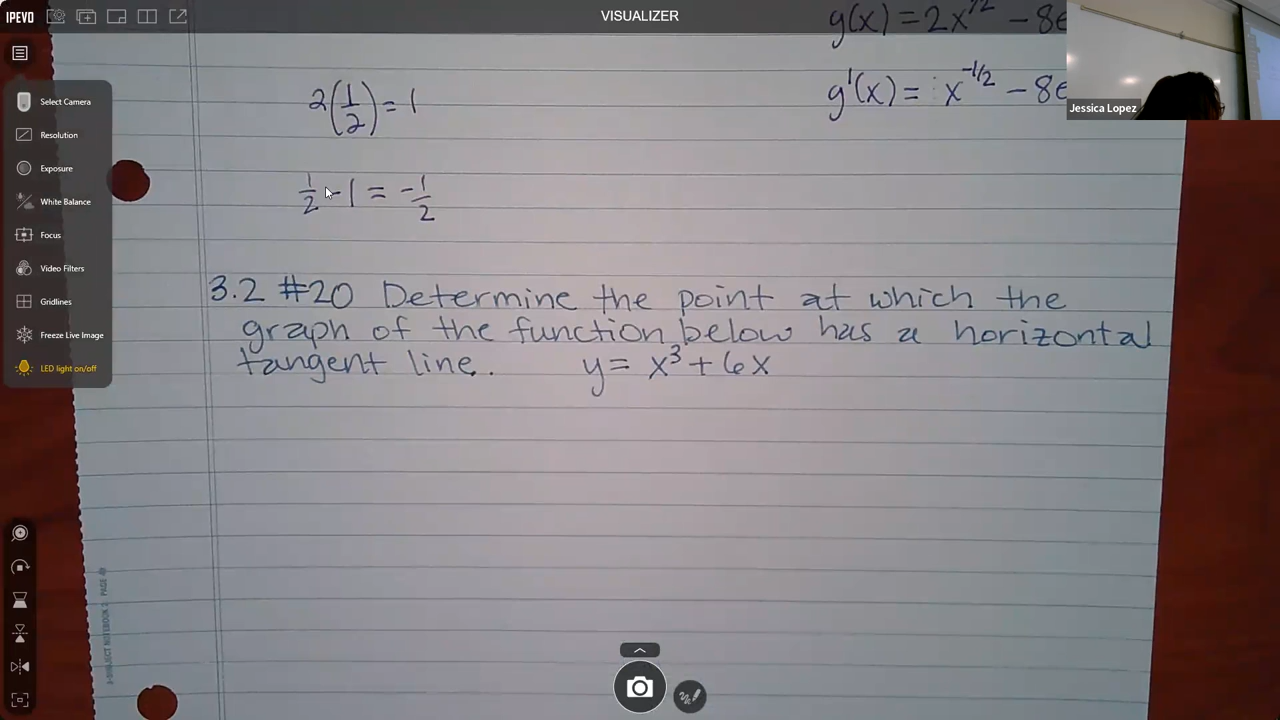 IPEVO
VISUALIZER
Select Camera
Resolution
Exposure
White Balance
Focus
Video Filters
Gridlines
Freeze Live Image
LED light on/off
Jessica Lopez
g(x) = 2x^1/2 - 8e
g'(x) = x^-1/2 - 8e
2(1/2) = 1
1/2 - 1 = -1/2
3.2 #20 Determine the point at which the
graph of the function below has a horizontal
tangent line. y = x³ + 6x